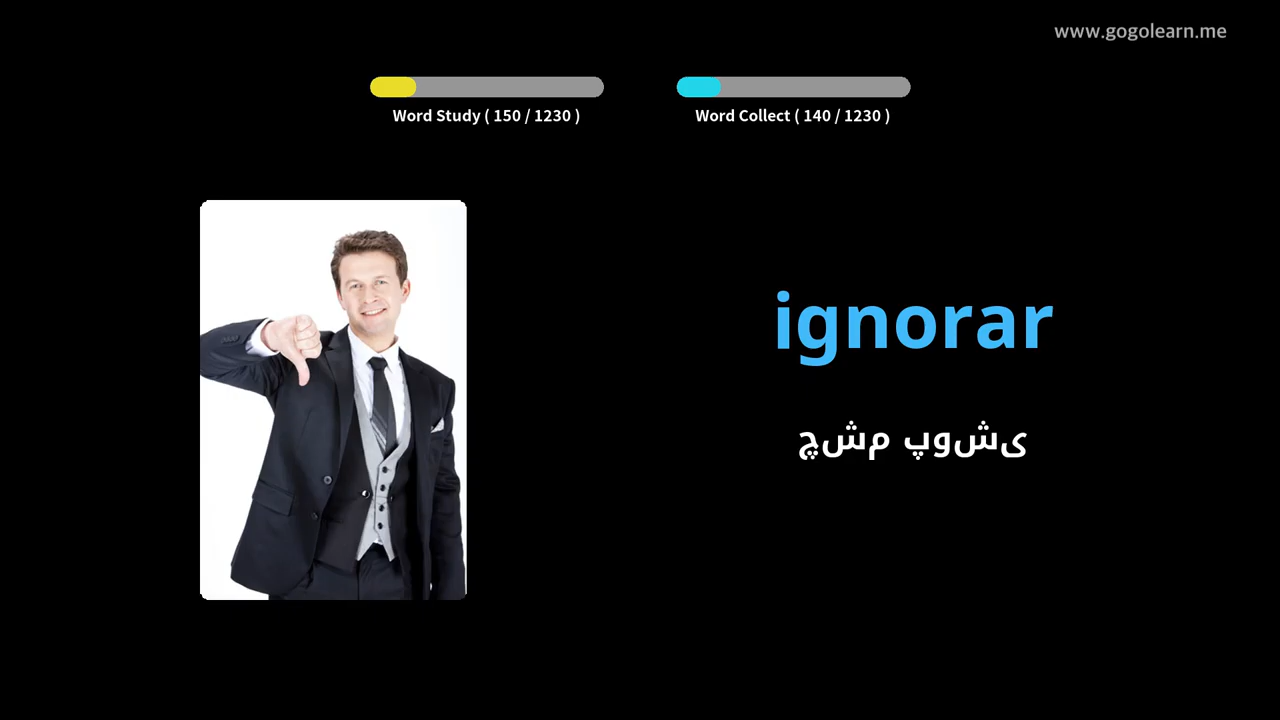 www.gogolearn.me
Word Study ( 150 / 1230 )
Word Collect ( 140 / 1230 )
ignorar
چشم پوشی